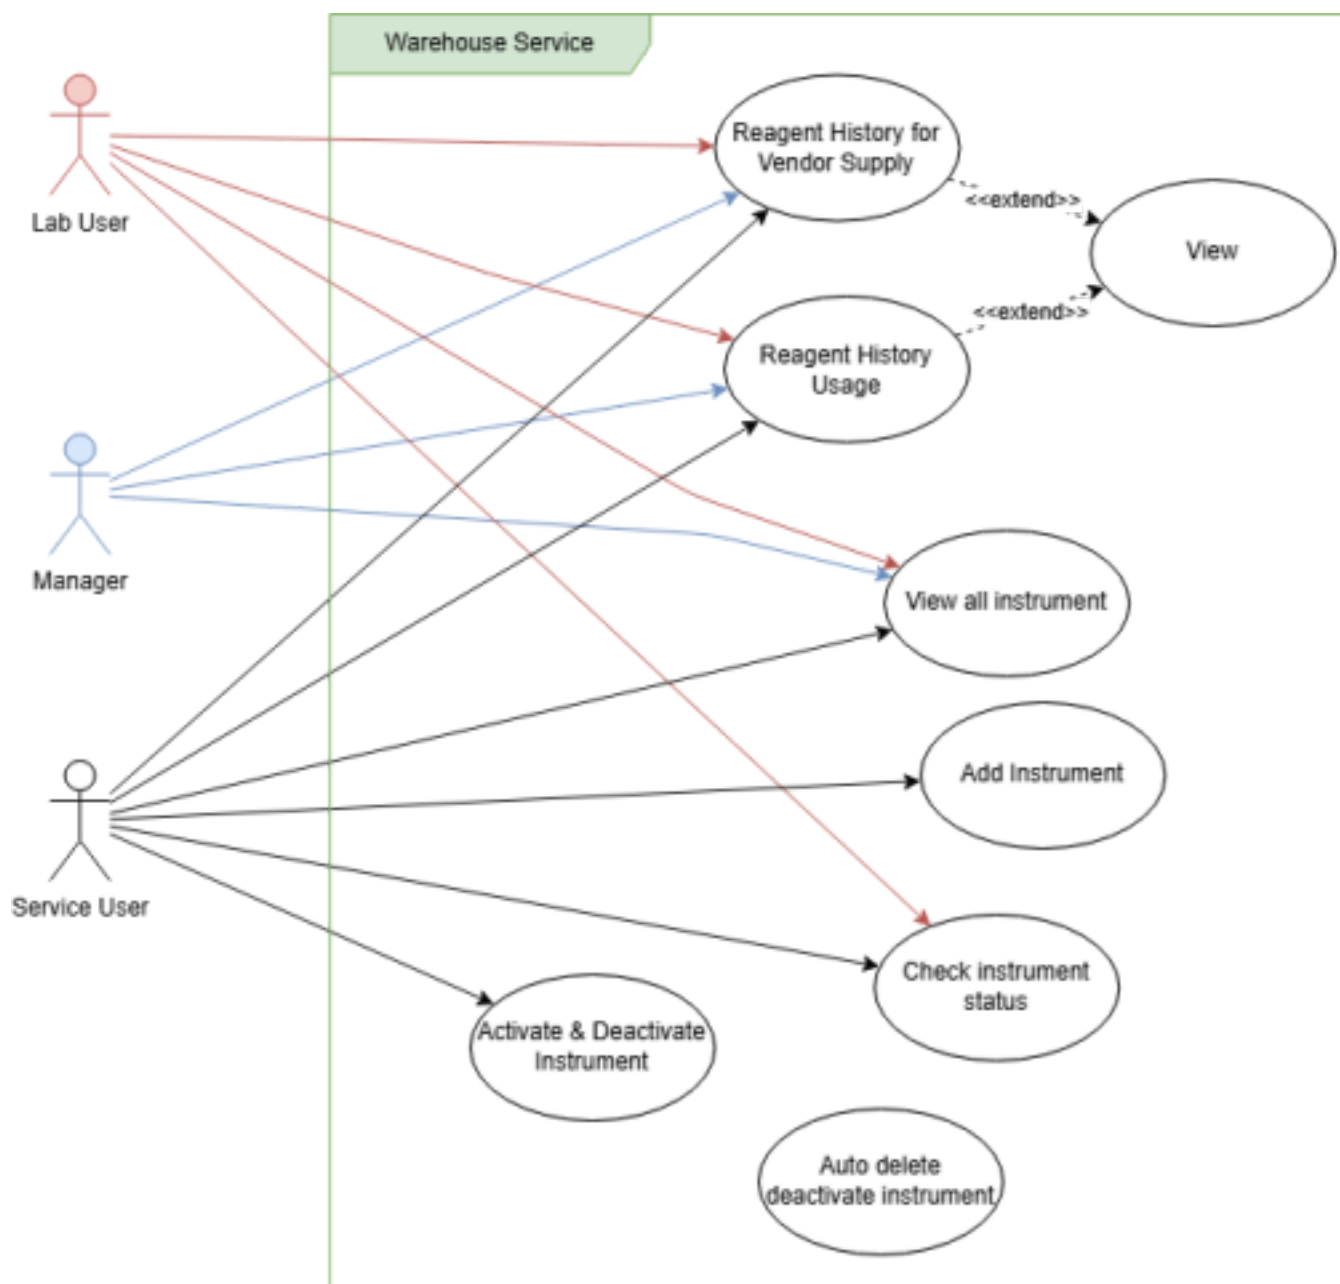 Warehouse Service
Lab User
Reagent History for
Vendor Supply
<<extend>>
View
<<extend>>
Reagent History
Usage
Manager
View all instrument
Add Instrument
Service User
Check instrument
status
Activate & Deactivate
Instrument
Auto delete
deactivate instrument